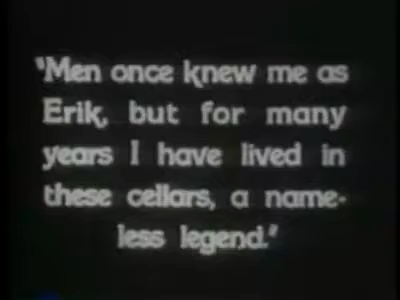 "Men once knew me as
Erik, but for many
years I have lived in
these cellars, a name-
less legend."